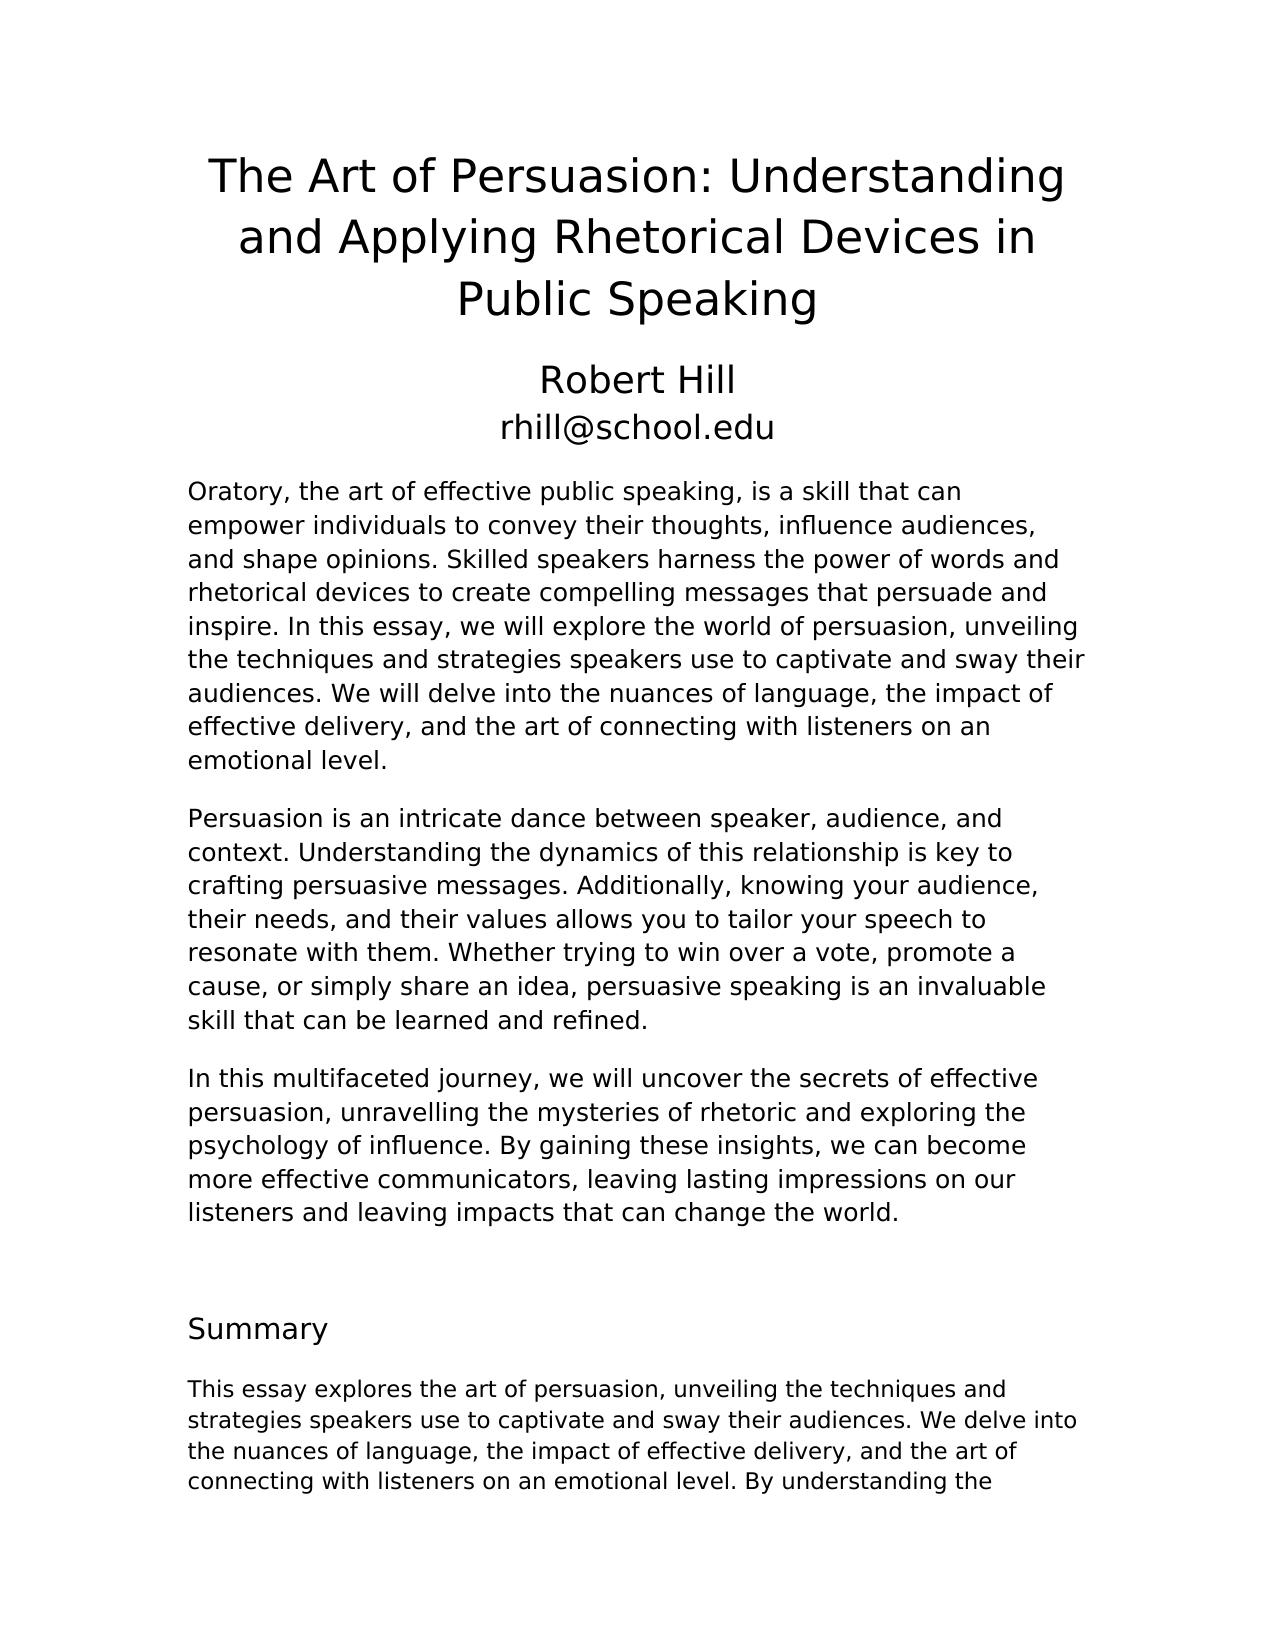 The Art of Persuasion: Understanding
and Applying Rhetorical Devices in
Public Speaking
Robert Hill
rhill@school.edu
Oratory, the art of effective public speaking, is a skill that can
empower individuals to convey their thoughts, influence audiences,
and shape opinions. Skilled speakers harness the power of words and
rhetorical devices to create compelling messages that persuade and
inspire. In this essay, we will explore the world of persuasion, unveiling
the techniques and strategies speakers use to captivate and sway their
audiences. We will delve into the nuances of language, the impact of
effective delivery, and the art of connecting with listeners on an
emotional level.
Persuasion is an intricate dance between speaker, audience, and
context. Understanding the dynamics of this relationship is key to
crafting persuasive messages. Additionally, knowing your audience,
their needs, and their values allows you to tailor your speech to
resonate with them. Whether trying to win over a vote, promote a
cause, or simply share an idea, persuasive speaking is an invaluable
skill that can be learned and refined.
In this multifaceted journey, we will uncover the secrets of effective
persuasion, unravelling the mysteries of rhetoric and exploring the
psychology of influence. By gaining these insights, we can become
more effective communicators, leaving lasting impressions on our
listeners and leaving impacts that can change the world.
Summary
This essay explores the art of persuasion, unveiling the techniques and
strategies speakers use to captivate and sway their audiences. We delve into
the nuances of language, the impact of effective delivery, and the art of
connecting with listeners on an emotional level. By understanding the